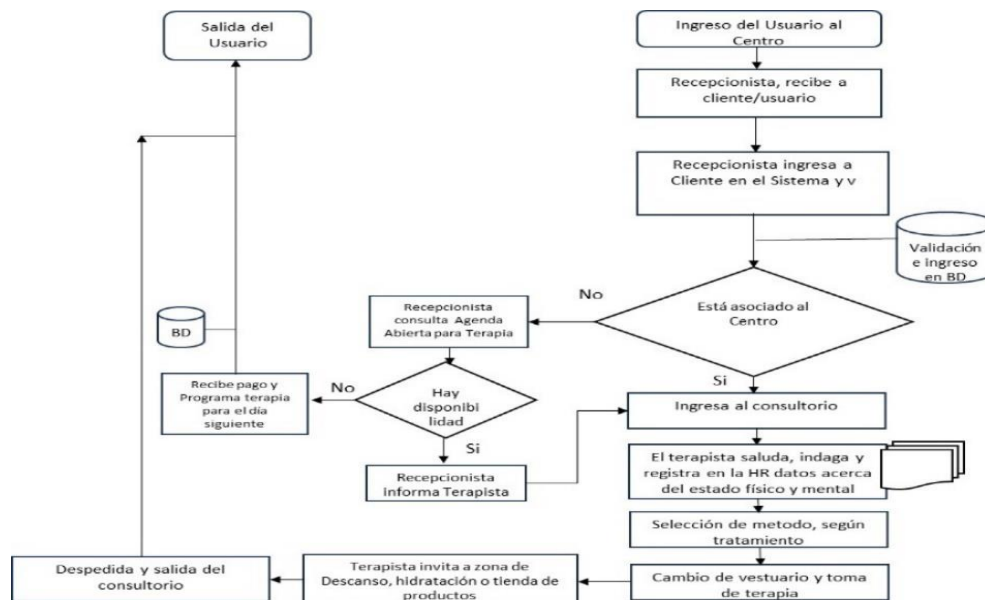 Salida del
Usuario
Ingreso del Usuario al
Centro
Recepcionista, recibe a
cliente/usuario
Recepcionista ingresa a
Cliente en el Sistema y v
Validación
e ingreso
en BD
Está asociado al
Centro
No
Recepcionista
consulta Agenda
Abierta para Terapia
BD
Si
Hay
disponibi
lidad
No
Recibe pago y
Programa terapia
para el día
siguiente
Ingresa al consultorio
Si
Recepcionista
Informa Terapista
El terapista saluda, indaga y
registra en la HR datos acerca
del estado físico y mental
Selección de metodo, según
tratamiento
Cambio de vestuario y toma
de terapia
Terapista invita a zona de
Descanso, hidratación o tienda de
productos
Despedida y salida del
consultorio